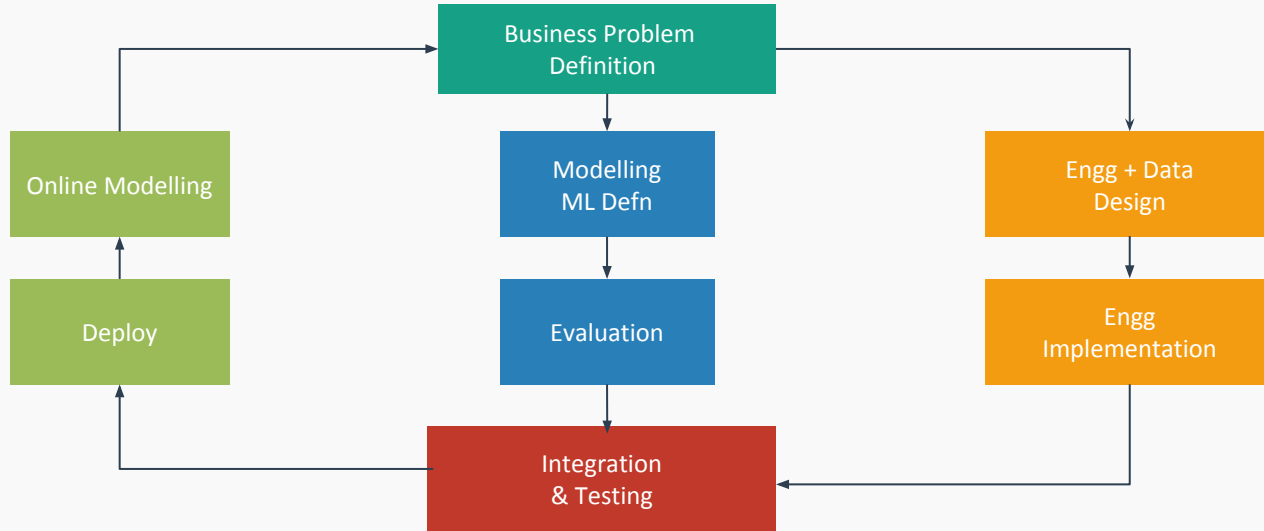 Business Problem
Definition
Online Modelling
Modelling
ML Defn
Engg + Data
Design
Deploy
Evaluation
Engg
Implementation
Integration
& Testing